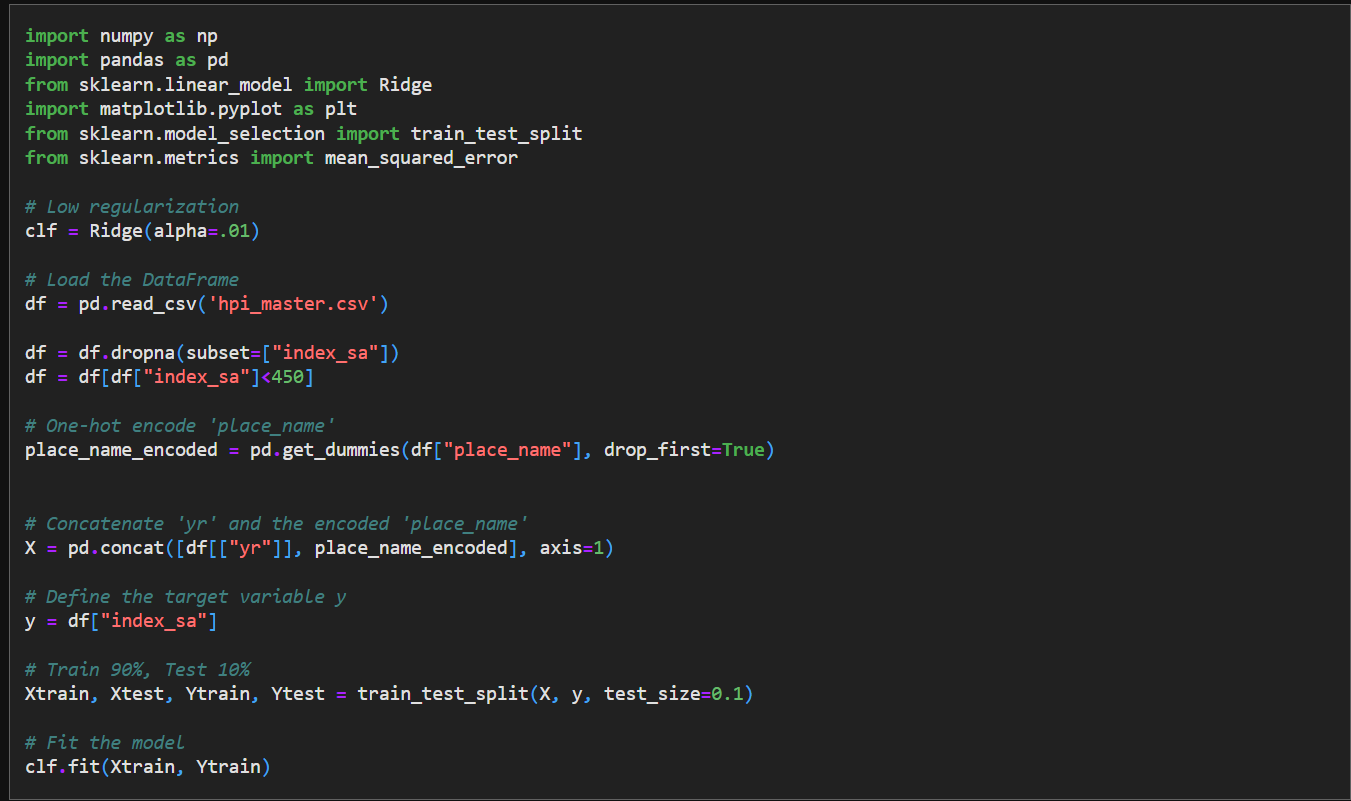 import numpy as np
import pandas as pd
from sklearn.linear_model import Ridge
import matplotlib.pyplot as plt
from sklearn.model_selection import train_test_split
from sklearn.metrics import mean_squared_error
# Low regularization
clf = Ridge(alpha=.01)
# Load the DataFrame
df = pd.read_csv('hpi_master.csv')
df = df.dropna(subset=["index_sa"])
df = df[df["index_sa"]<450]
# One-hot encode 'place_name'
place_name_encoded = pd.get_dummies(df["place_name"], drop_first=True)
# Concatenate 'yr' and the encoded 'place_name'
X = pd.concat([df[["yr"]], place_name_encoded], axis=1)
# Define the target variable y
y = df["index_sa"]
# Train 90%, Test 10%
Xtrain, Xtest, Ytrain, Ytest = train_test_split(X, y, test_size=0.1)
# Fit the model
clf.fit(Xtrain, Ytrain)